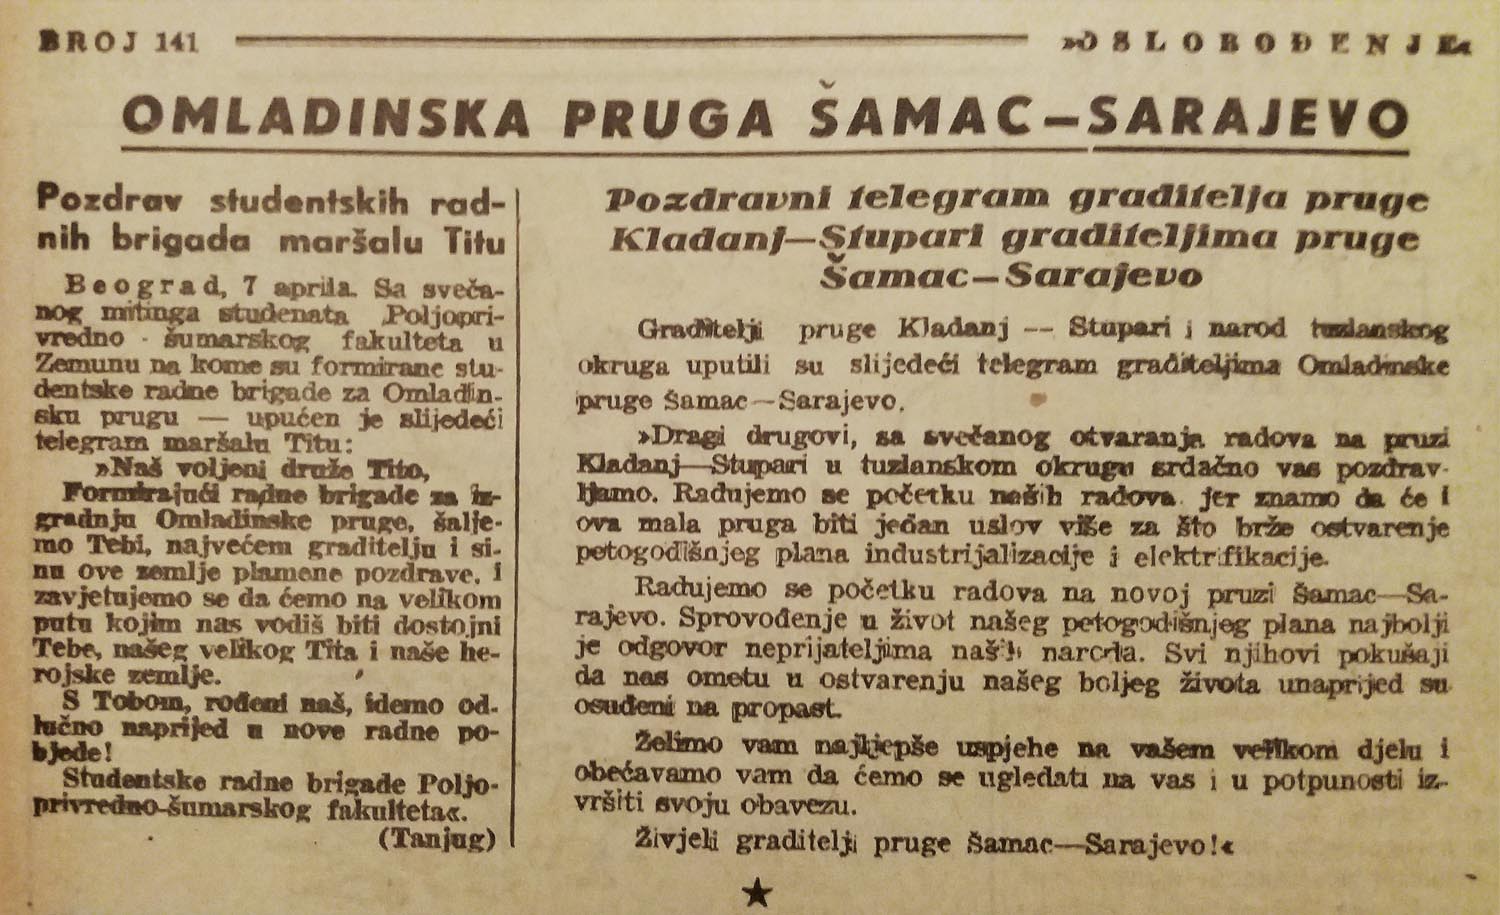 BROJ 141
»OSLOBOĐENJE«
OMLADINSKA PRUGA ŠAMAC—SARAJEVO
Pozdrav studentskih rad-
nih brigada maršalu Titu
Beograd, 7 aprila. Sa sveča-
nog mitinga studenata Poljopri-
vredno - šumarskog fakulteta u
Zemunu na kome su formirane stu-
dentske radne brigade za Omladin-
sku prugu — upućen je slijedeći
telegram maršalu Titu:
»Naš voljeni druže Tito,
Formirajući radne brigade za iz-
gradnju Omladinske pruge, šalje-
mo Tebi, najvećem graditelju i si-
nu ove zemlje plamene pozdrave, i
zavjetujemo se da ćemo na velikom
putu kojim nas vodiš biti dostojni
Tebe, našeg velikog Tita i naše he-
rojske zemlje.
S Tobom, rođeni naš, idemo od-
lučno naprijed u nove radne po-
bjede!
Studentske radne brigade Poljo-
privredno-šumarskog fakulteta«.
(Tanjug)
Pozdravni telegram graditelja pruge
Kladanj—Stupari graditeljima pruge
Šamac—Sarajevo
Graditelji pruge Kladanj — Stupari i narod tuzlanskog
okruga uputili su slijedeći telegram graditeljima Omladinske
pruge Šamac—Sarajevo.
»Dragi drugovi, sa svečanog otvaranja radova na pruzi
Kladanj—Stupari u tuzlanskom okrugu srdačno vas pozdrav-
ljamo. Radujemo se početku naših radova jer znamo da će i
ova mala pruga biti jedan uslov više za što brže ostvarenje
petogodišnjeg plana industrijalizacije i elektrifikacije.
Radujemo se početku radova na novoj pruzi Šamac—Sa-
rajevo. Sprovođenje u život našeg petogodišnjeg plana najbolji
je odgovor neprijateljima naših naroda. Svi njihovi pokušaji
da nas ometu u ostvarenju našeg boljeg života unaprijed su
osuđeni na propast.
Želimo vam najljepše uspjehe na vašem velikom djelu i
obećavamo vam da ćemo se ugledati na vas i u potpunosti iz-
vršiti svoju obavezu.
Živjeli graditelji pruge Šamac—Sarajevo!«